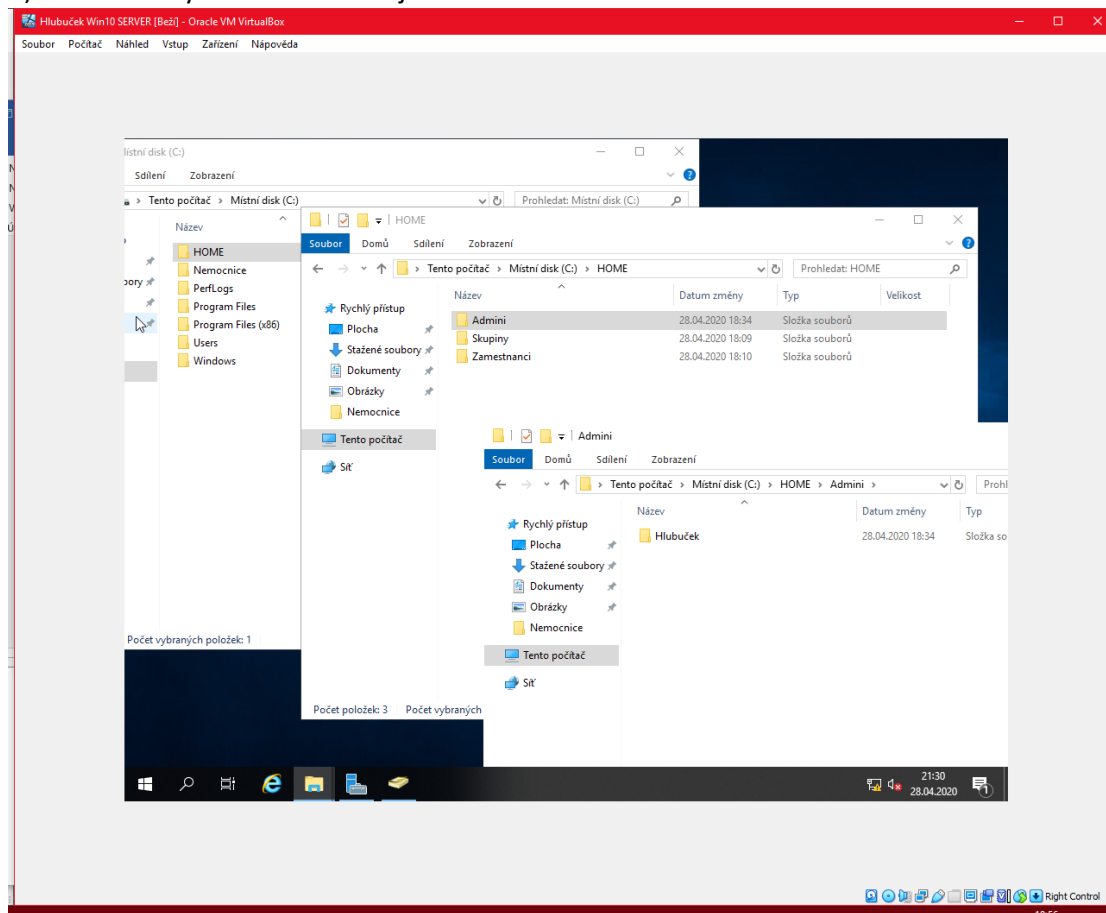 Hlubuček Win10 SERVER [Beží] - Oracle VM VirtualBox
Soubor Počítač Náhled Vstup Zařízení Nápověda
ístní disk (C:)
Sdílení Zobrazení
Tento počítač › Místní disk (C:)
Prohledat: Místní disk (C:)
Název
HOME
Nemocnice
PerfLogs
Program Files
Program Files (x86)
Users
Windows
bory
Počet vybraných položek: 1
HOME
Soubor Domů Sdílení Zobrazení
› Tento počítač › Místní disk (C:) › HOME
Prohledat: HOME
Rychlý přístup
Plocha
Stažené soubory
Dokumenty
Obrázky
Nemocnice
Tento počítač
Síť
Název Datum změny Typ Velikost
Admini 28.04.2020 18:34 Složka souborů
Skupiny 28.04.2020 18:09 Složka souborů
Zamestnanci 28.04.2020 18:10 Složka souborů
Počet položek: 3 Počet vybraných
Admini
Soubor Domů Sdílení Zobrazení
› Tento počítač › Místní disk (C:) › HOME › Admini ›
Prohl
Rychlý přístup
Plocha
Stažené soubory
Dokumenty
Obrázky
Nemocnice
Tento počítač
Síť
Název Datum změny Typ
Hlubuček 28.04.2020 18:34 Složka so
21:30
28.04.2020
1
Right Control